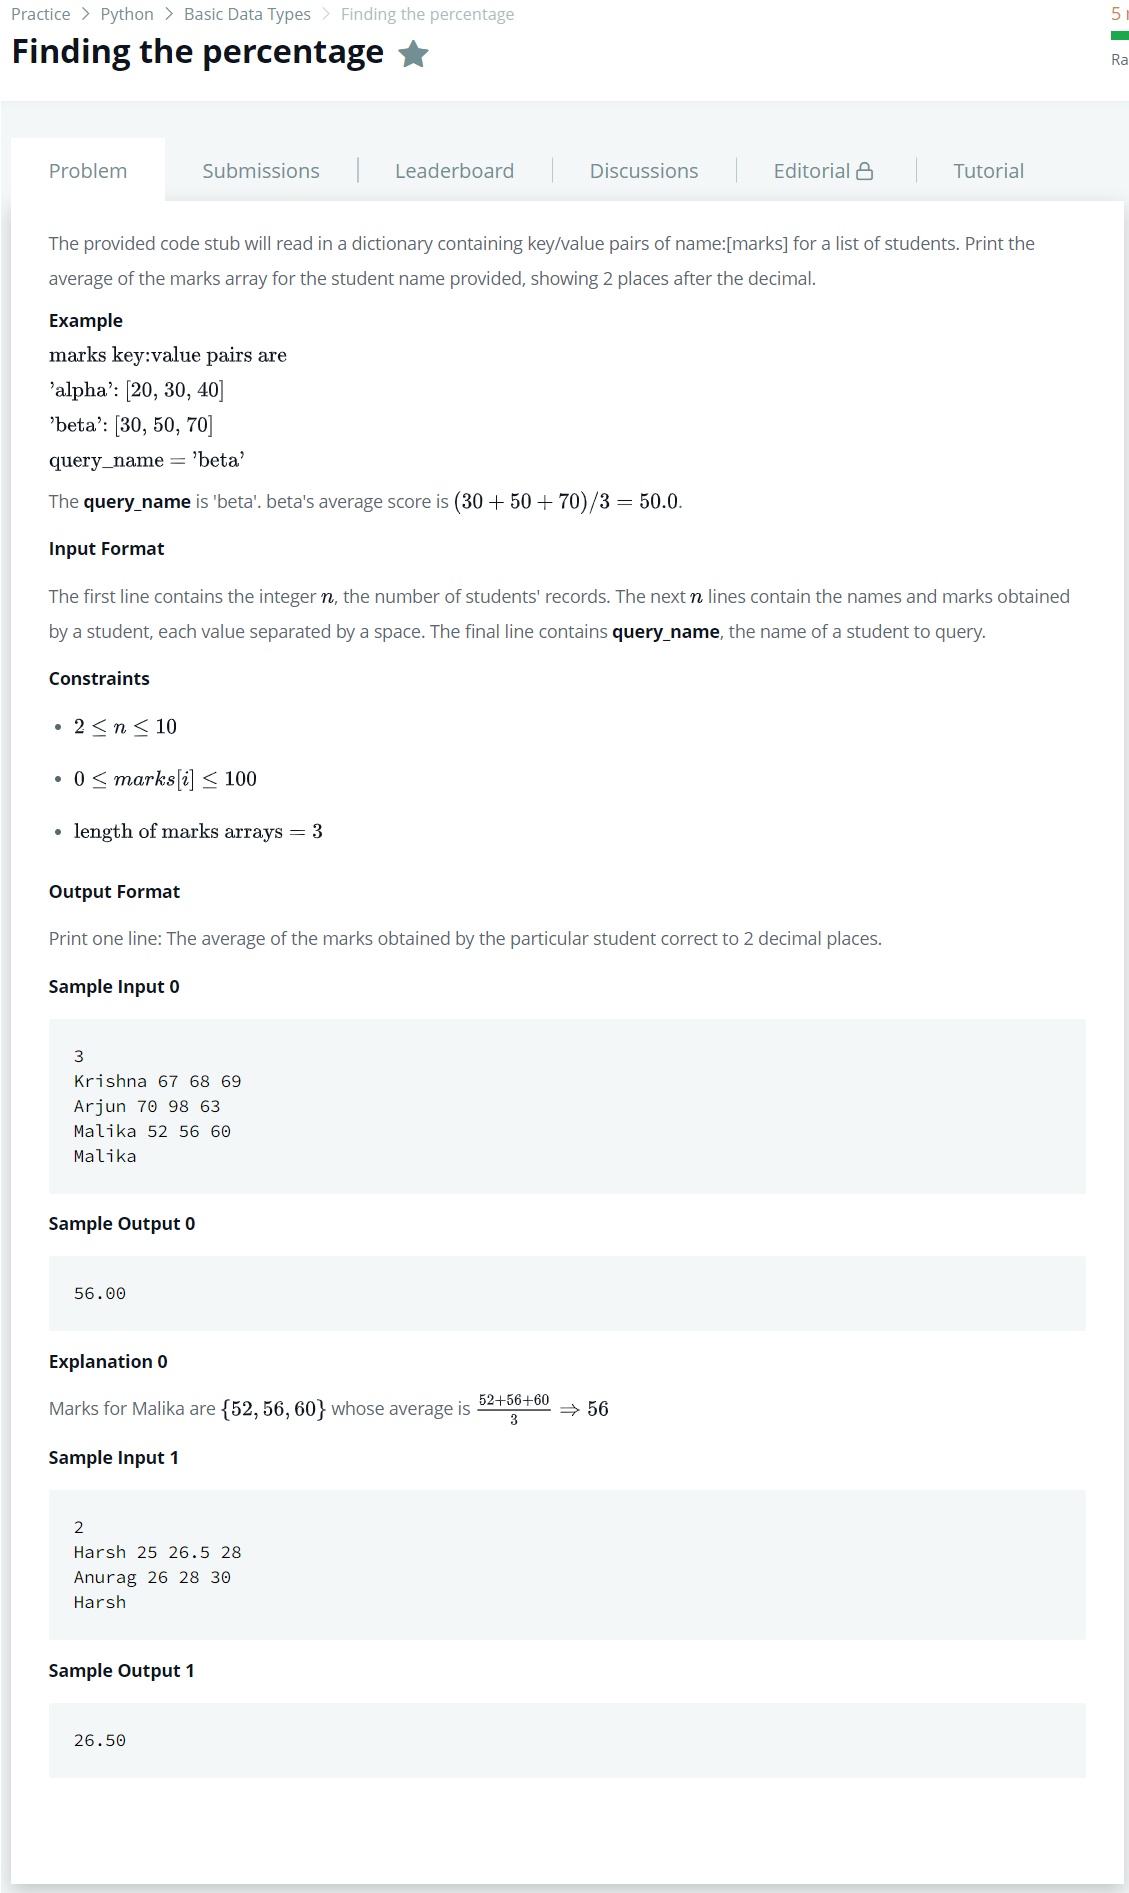 Practice > Python > Basic Data Types > Finding the percentage
5
Finding the percentage
Ra
Problem
Submissions
Leaderboard
Discussions
Editorial
Tutorial
The provided code stub will read in a dictionary containing key/value pairs of name:[marks] for a list of students. Print the
average of the marks array for the student name provided, showing 2 places after the decimal.
Example
marks key:value pairs are
'alpha': [20, 30, 40]
'beta': [30, 50, 70]
query_name = 'beta'
The query_name is 'beta'. beta's average score is (30 + 50 + 70)/3 = 50.0.
Input Format
The first line contains the integer n, the number of students' records. The next n lines contain the names and marks obtained
by a student, each value separated by a space. The final line contains query_name, the name of a student to query.
Constraints
• 2 ≤ n ≤ 10
• 0 ≤ marks[i] ≤ 100
• length of marks arrays = 3
Output Format
Print one line: The average of the marks obtained by the particular student correct to 2 decimal places.
Sample Input 0
3
Krishna 67 68 69
Arjun 70 98 63
Malika 52 56 60
Malika
Sample Output 0
56.00
Explanation 0
Marks for Malika are {52, 56, 60} whose average is 52+56+60/3 ⇒ 56
Sample Input 1
2
Harsh 25 26.5 28
Anurag 26 28 30
Harsh
Sample Output 1
26.50